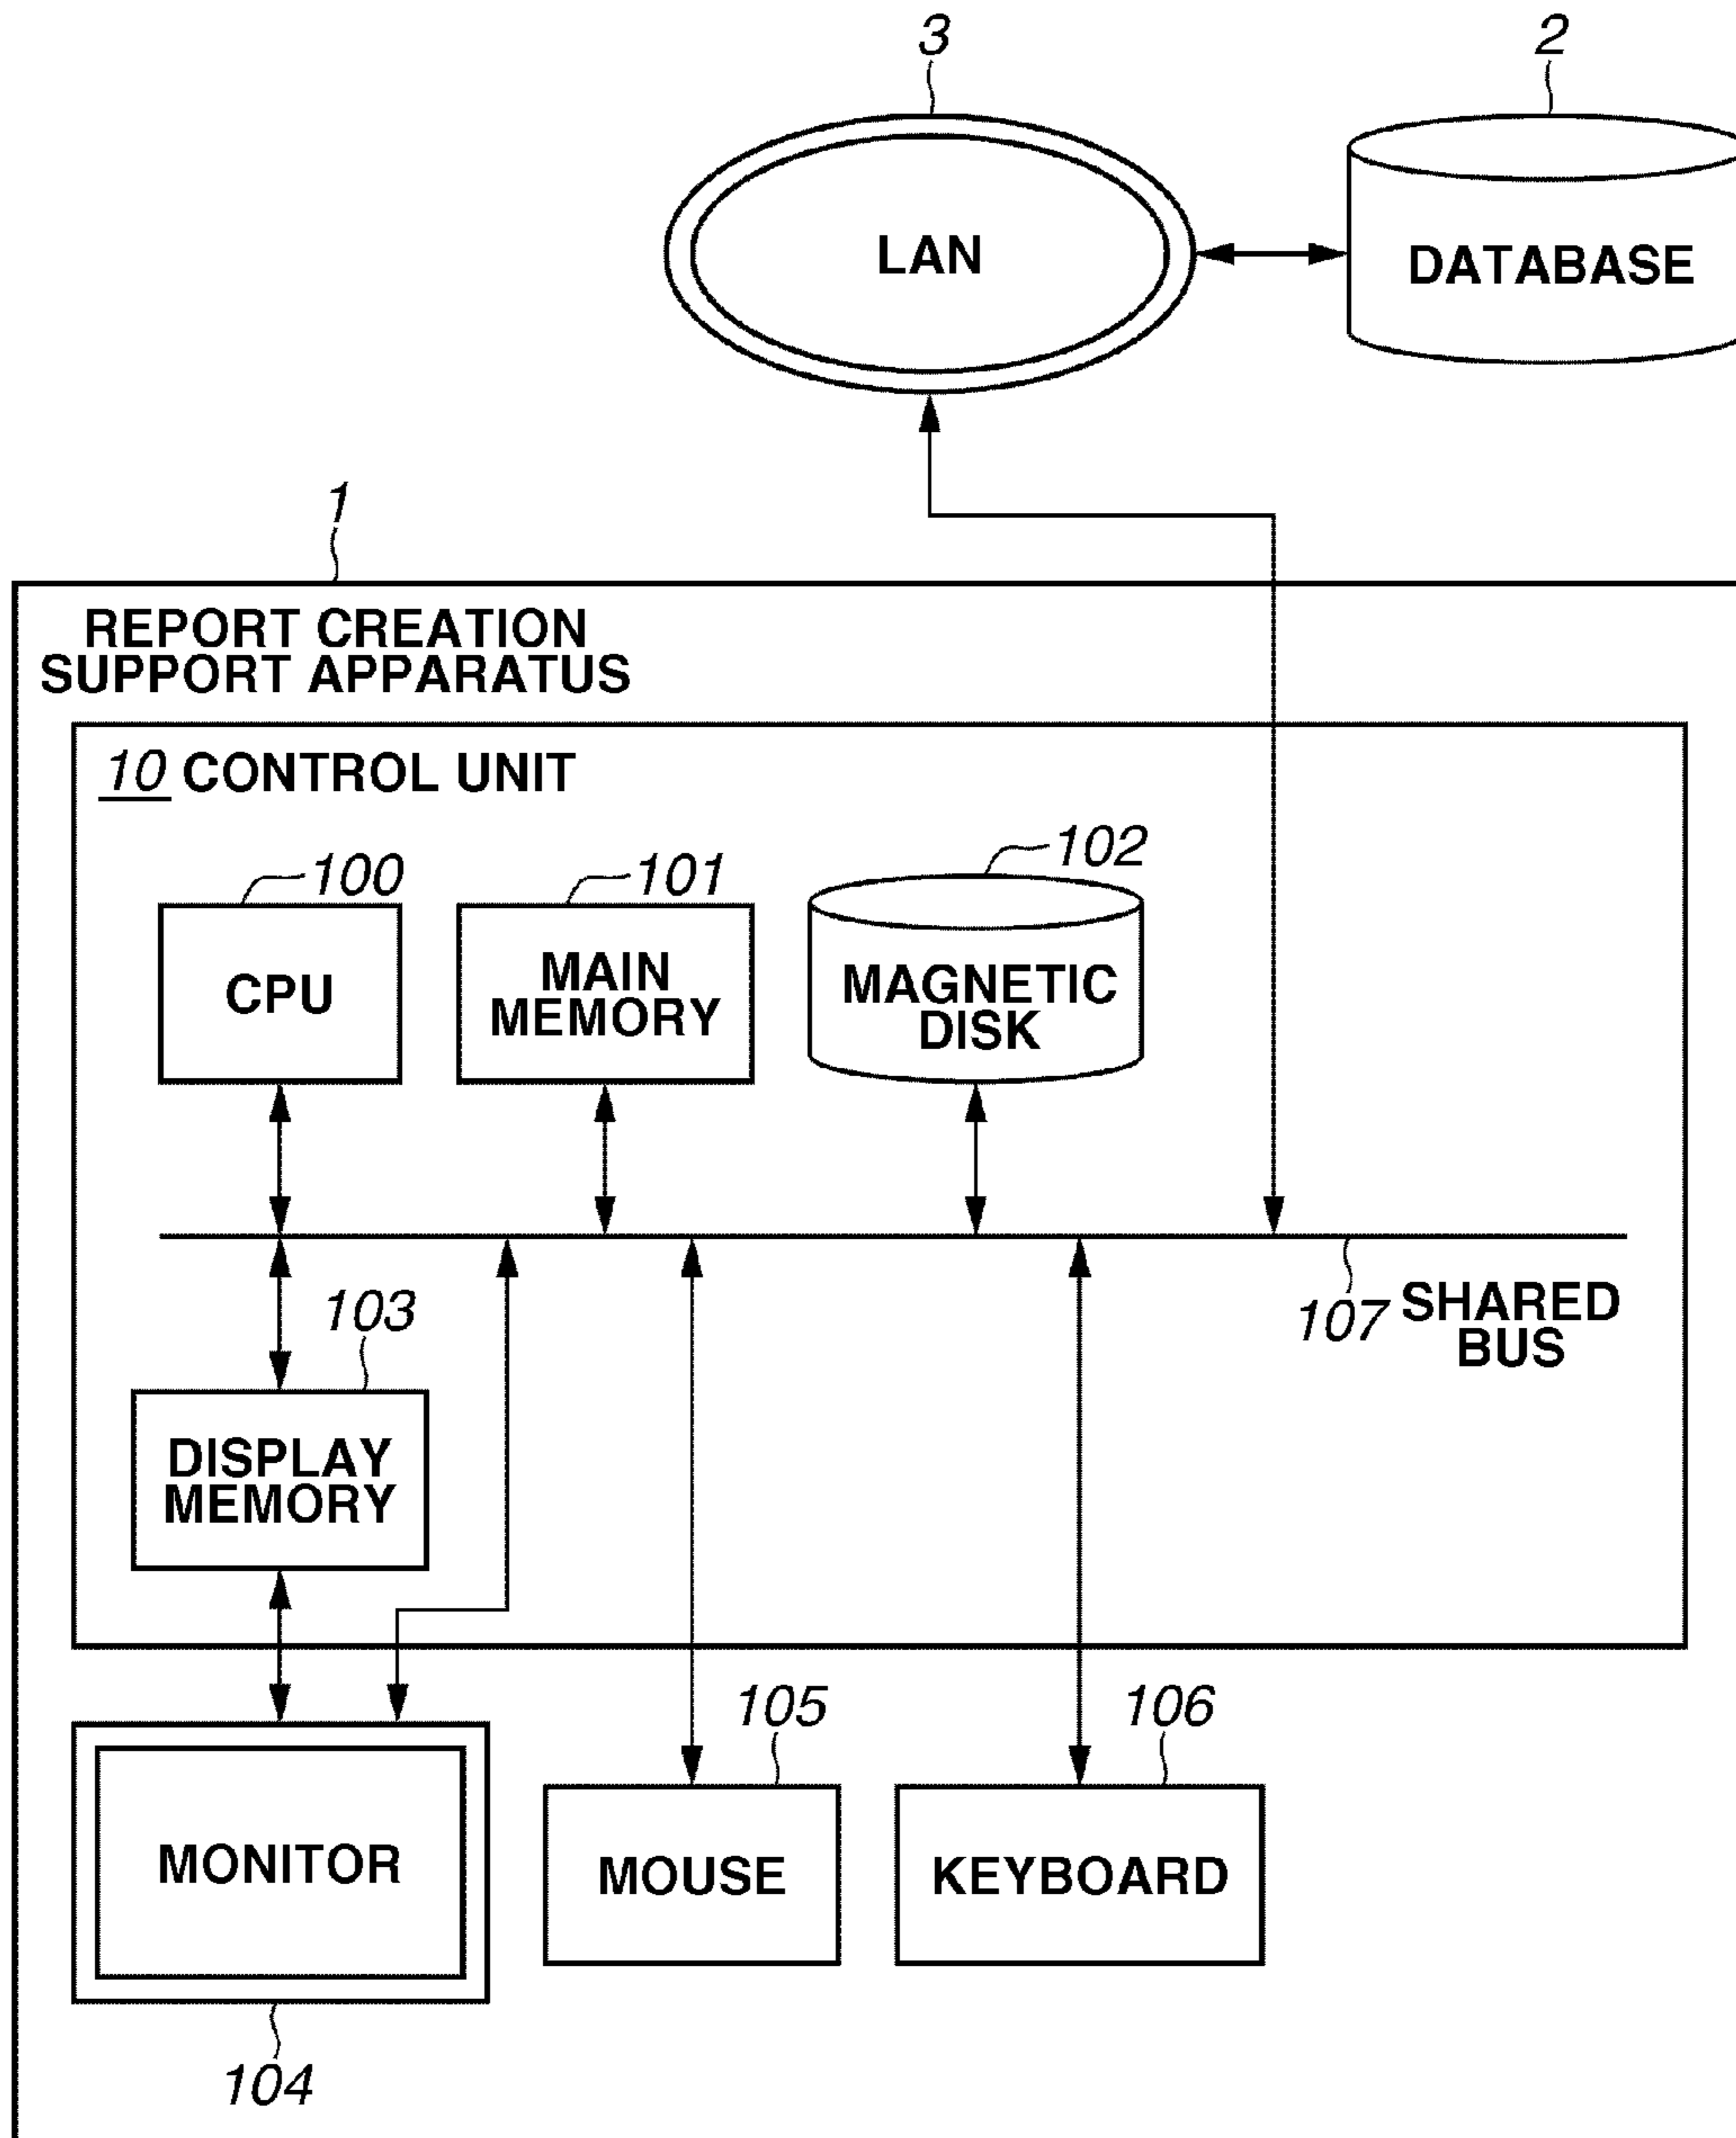 3
2
LAN
DATABASE
1
REPORT CREATION
SUPPORT APPARATUS
10 CONTROL UNIT
100
101
102
CPU
MAIN
MEMORY
MAGNETIC
DISK
103
107
SHARED
BUS
DISPLAY
MEMORY
105
106
MONITOR
MOUSE
KEYBOARD
104